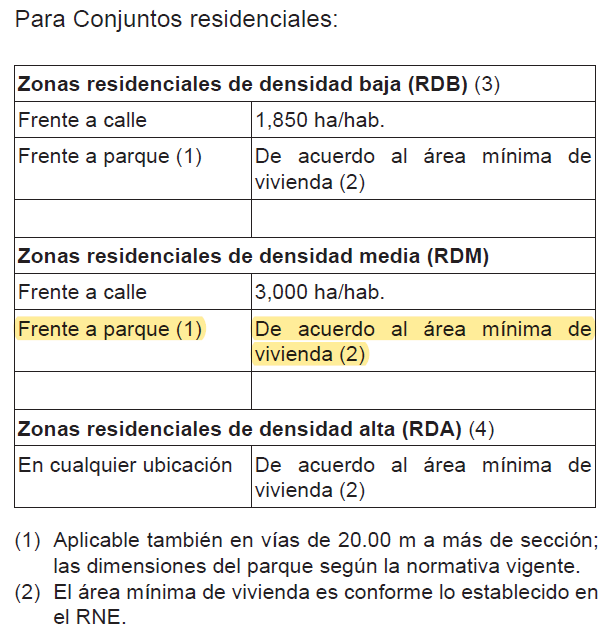 Para Conjuntos residenciales:
Zonas residenciales de densidad baja (RDB) (3)
Frente a calle 1,850 ha/hab.
Frente a parque (1) De acuerdo al área mínima de
vivienda (2)
Zonas residenciales de densidad media (RDM)
Frente a calle 3,000 ha/hab.
Frente a parque (1) De acuerdo al área mínima de
vivienda (2)
Zonas residenciales de densidad alta (RDA) (4)
En cualquier ubicación De acuerdo al área mínima de
vivienda (2)
(1) Aplicable también en vías de 20.00 m a más de sección;
las dimensiones del parque según la normativa vigente.
(2) El área mínima de vivienda es conforme lo establecido en
el RNE.